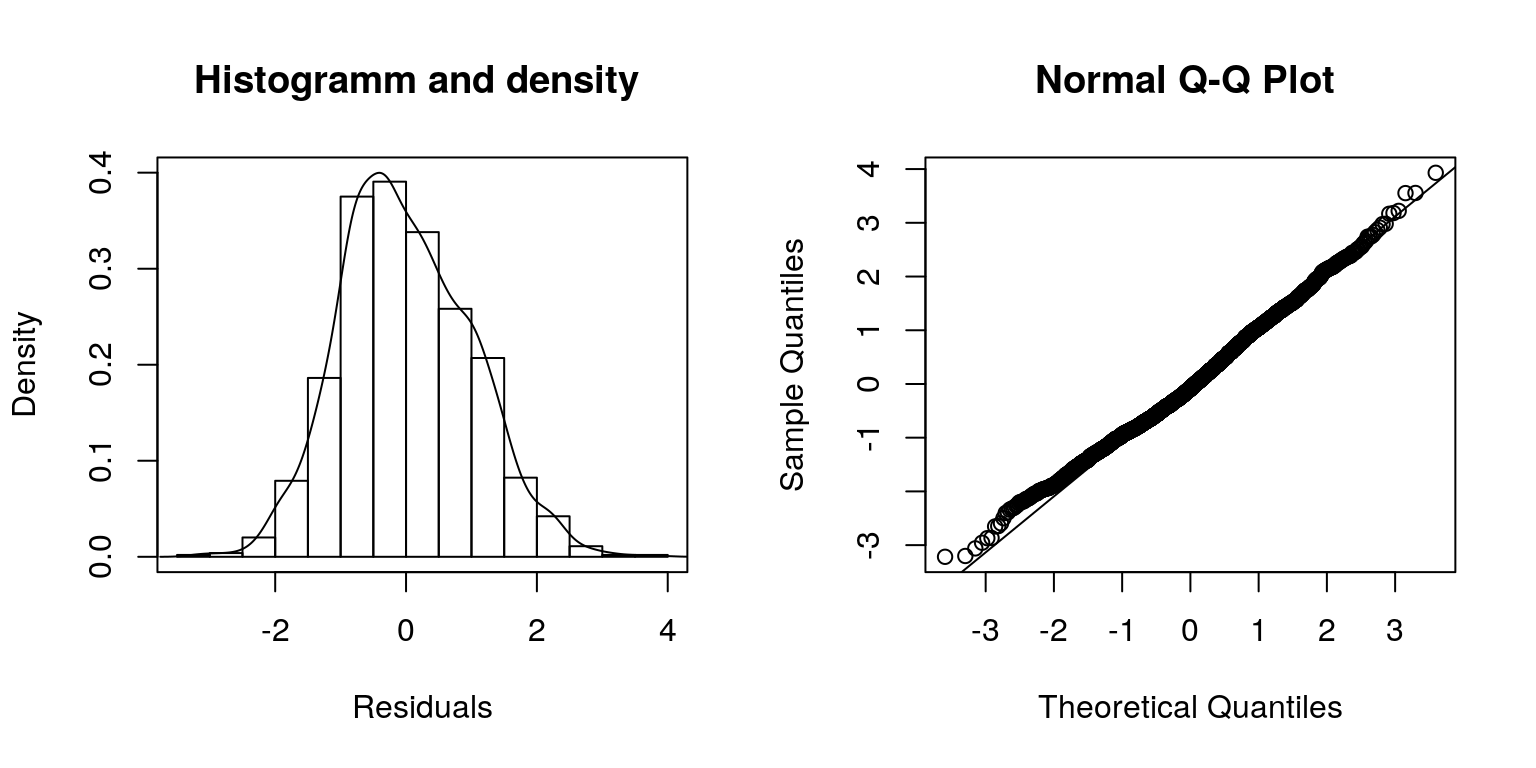 Histogramm and density
Density
0.0 0.1 0.2 0.3 0.4
-2 0 2 4
Residuals
Normal Q-Q Plot
Sample Quantiles
-3 -1 0 1 2 3 4
-3 -2 -1 0 1 2 3
Theoretical Quantiles